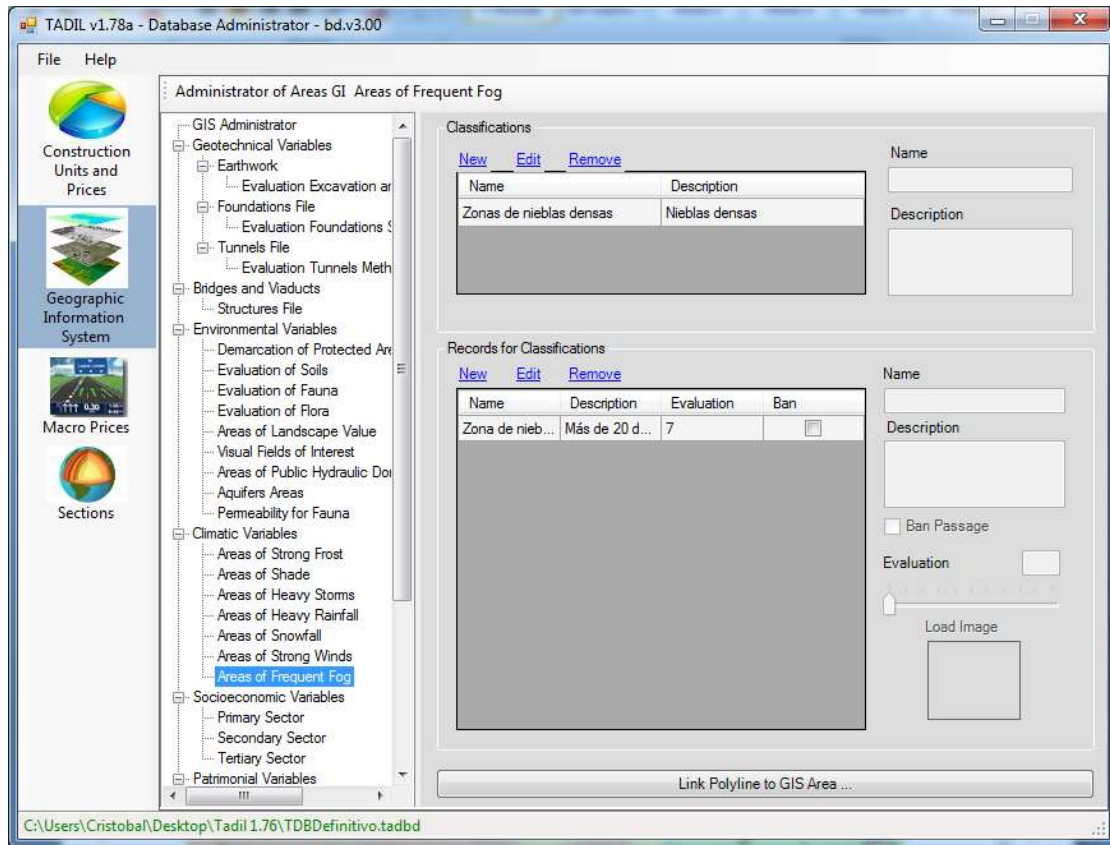 TADIL v1.78a - Database Administrator - bd.v3.00
File Help
Construction
Units and
Prices
Geographic
Information
System
Macro Prices
Sections
Administrator of Areas GI Areas of Frequent Fog
GIS Administrator
Geotechnical Variables
Earthwork
Evaluation Excavation ar
Foundations File
Evaluation Foundations S
Tunnels File
Evaluation Tunnels Meth
Bridges and Viaducts
Structures File
Environmental Variables
Demarcation of Protected Are
Evaluation of Soils
Evaluation of Fauna
Evaluation of Flora
Areas of Landscape Value
Visual Fields of Interest
Areas of Public Hydraulic Dor
Aquifers Areas
Permeability for Fauna
Climatic Variables
Areas of Strong Frost
Areas of Shade
Areas of Heavy Storms
Areas of Heavy Rainfall
Areas of Snowfall
Areas of Strong Winds
Areas of Frequent Fog
Socioeconomic Variables
Primary Sector
Secondary Sector
Tertiary Sector
Patrimonial Variables
Classifications
New Edit Remove
Name Description
Zonas de nieblas densas Nieblas densas
Name
Description
Records for Classifications
New Edit Remove
Name Description Evaluation Ban
Zona de nieb... Más de 20 d... 7
Name
Description
Ban Passage
Evaluation
Load Image
Link Polyline to GIS Area ...
C:\Users\Cristobal\Desktop\Tadil 1.76\TDBDefinitivo.tadbd